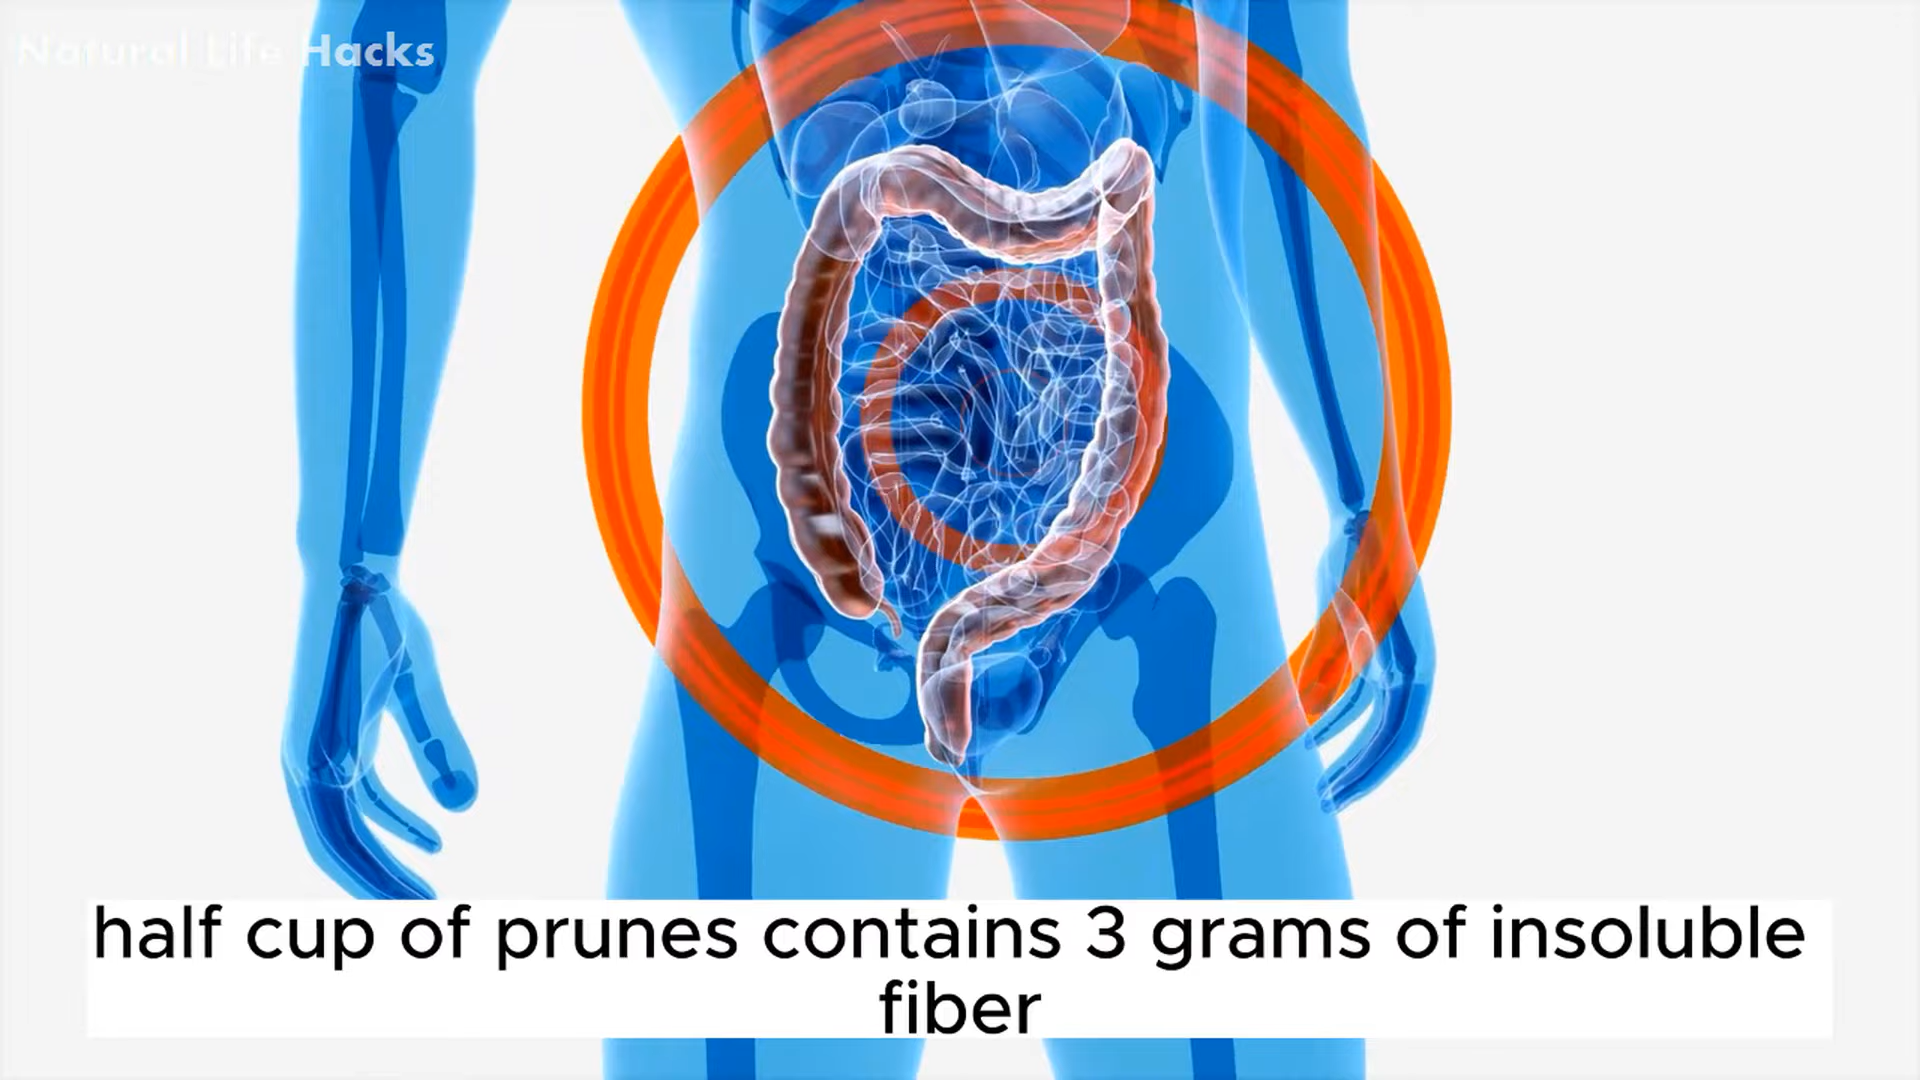 Natural Life Hacks
half cup of prunes contains 3 grams of insoluble
fiber